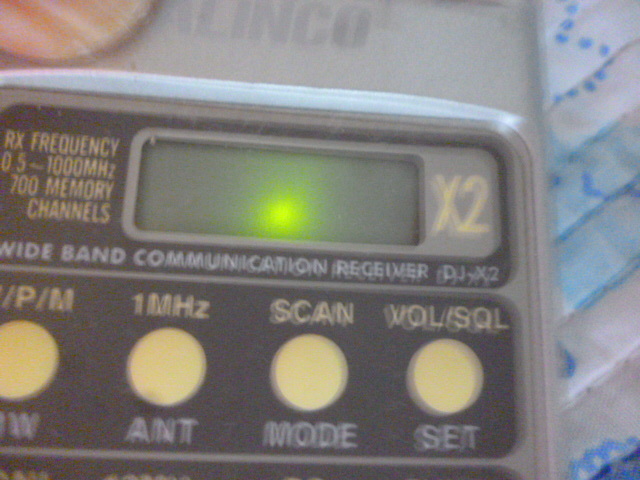 ALINCO
RX FREQUENCY
0.5~1000MHz
700 MEMORY
CHANNELS
X2
WIDE BAND COMMUNICATION RECEIVER DJ-X2
V/P/M 1MHz SCAN VOL/SQL
ANT MODE SET